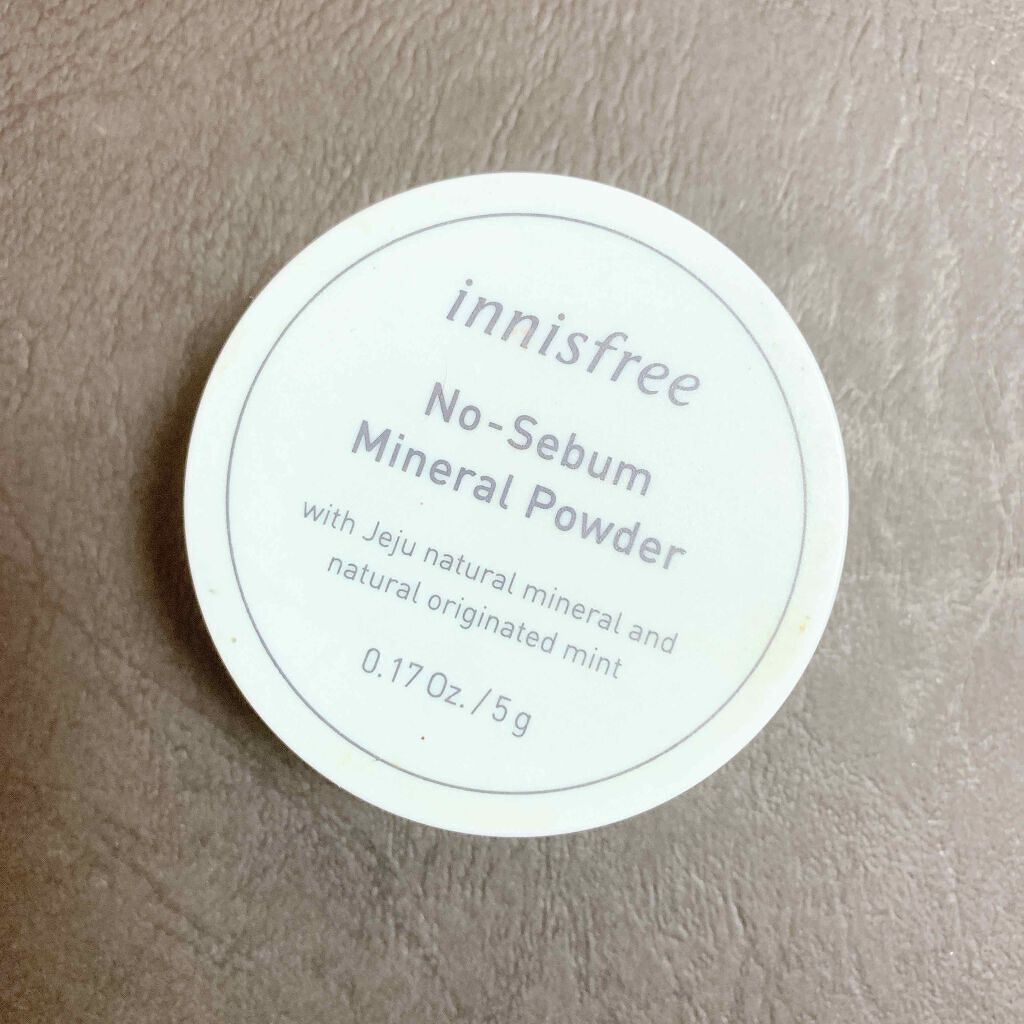 innisfree
No-Sebum
Mineral Powder
with Jeju natural mineral and
natural originated mint
0.17 Oz. / 5 g